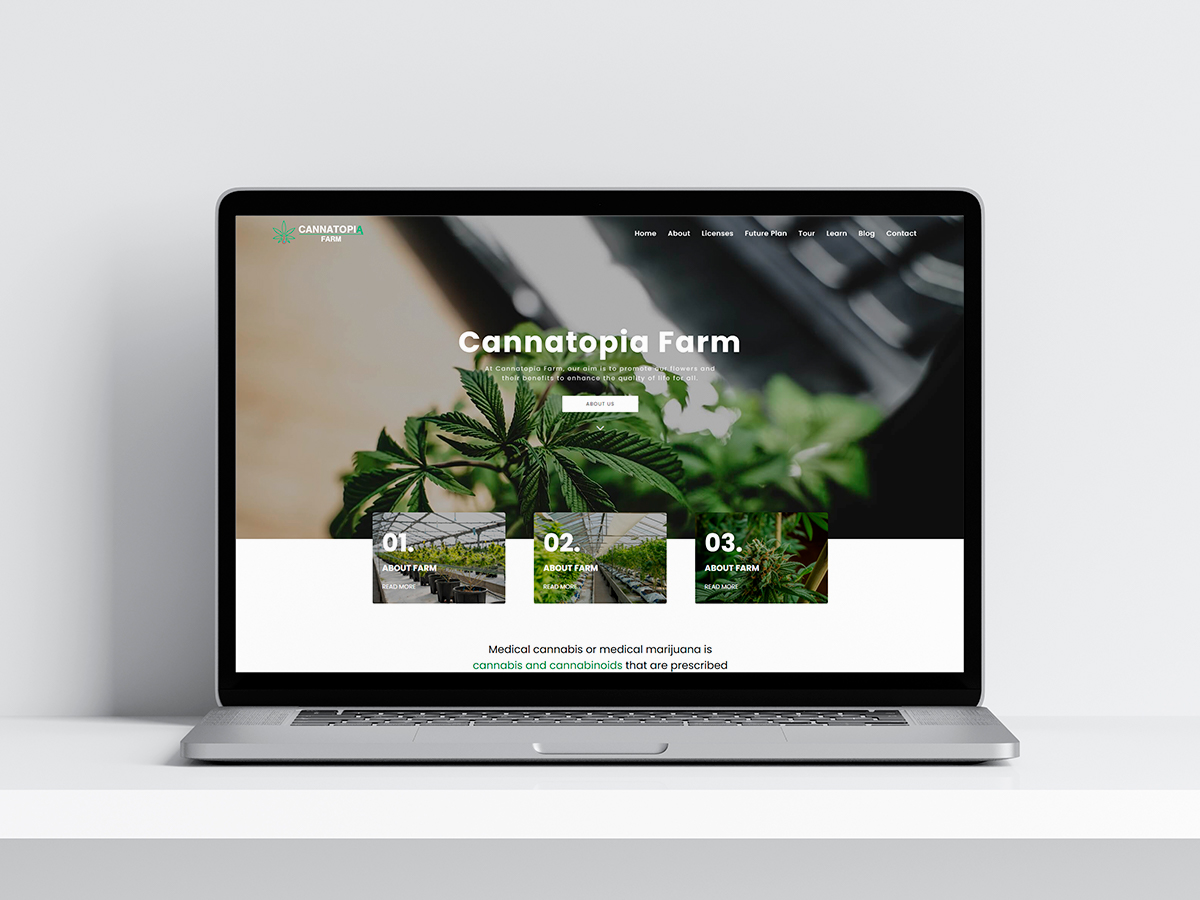 CANNATOPIA
FARM
Home About Licenses Future Plan Tour Learn Blog Contact
Cannatopia Farm
At Cannatopia Farm, our aim is to promote our flowers and
their benefits to enhance the quality of life for all.
ABOUT US
01.
ABOUT FARM
READ MORE
02.
ABOUT FARM
READ MORE
03.
ABOUT FARM
READ MORE
Medical cannabis or medical marijuana is
cannabis and cannabinoids that are prescribed